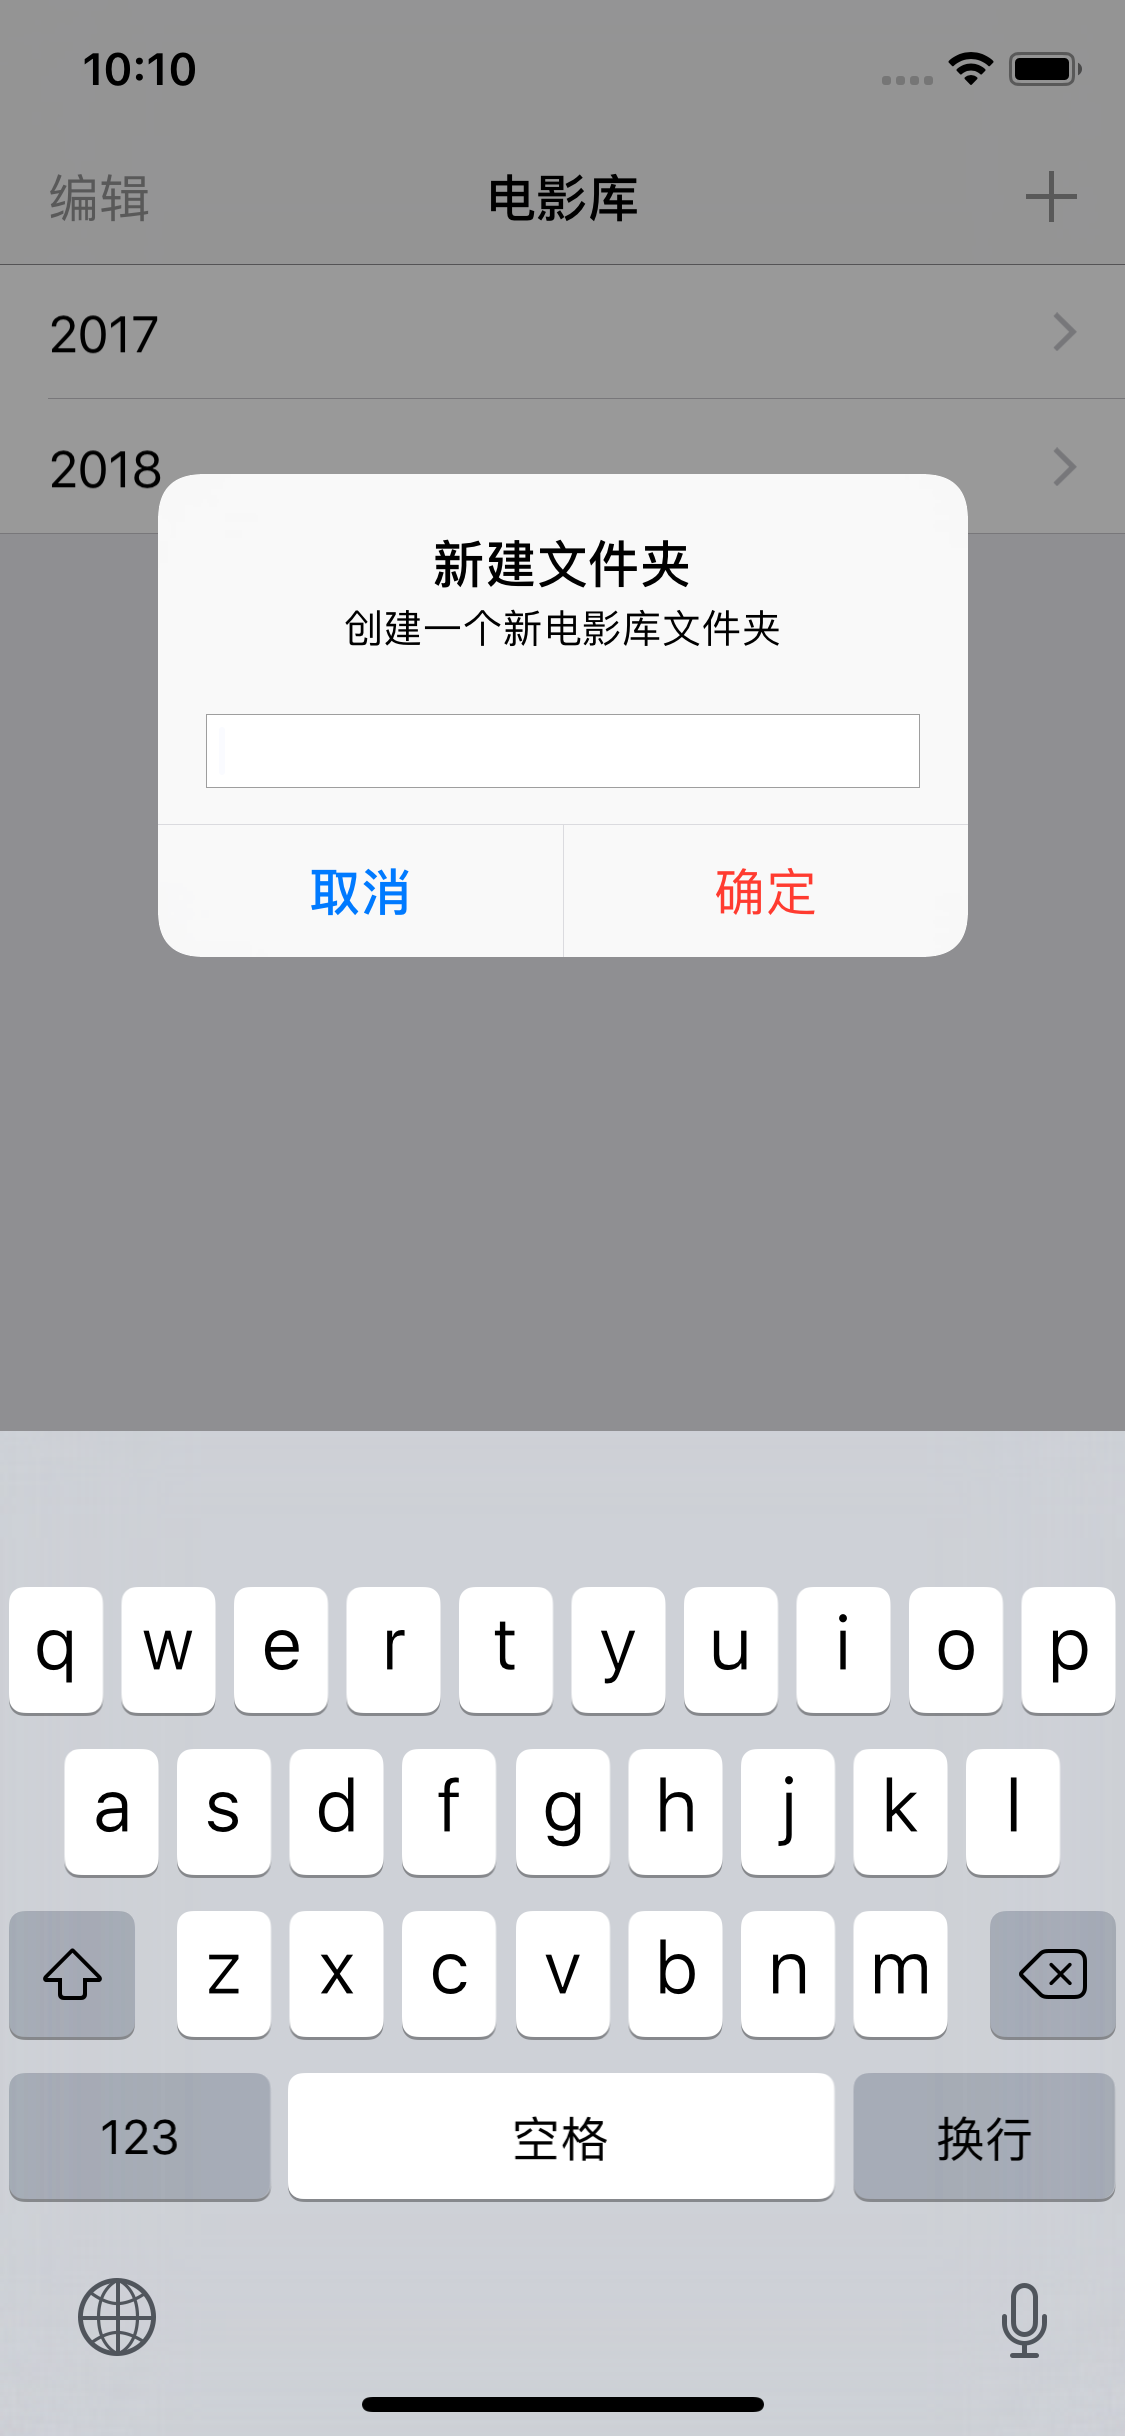 10:10
编辑 电影库
2017
2018
新建文件夹
创建一个新电影库文件夹
取消 确定
q w e r t y u i o p
a s d f g h j k l
z x c v b n m
123 空格 换行